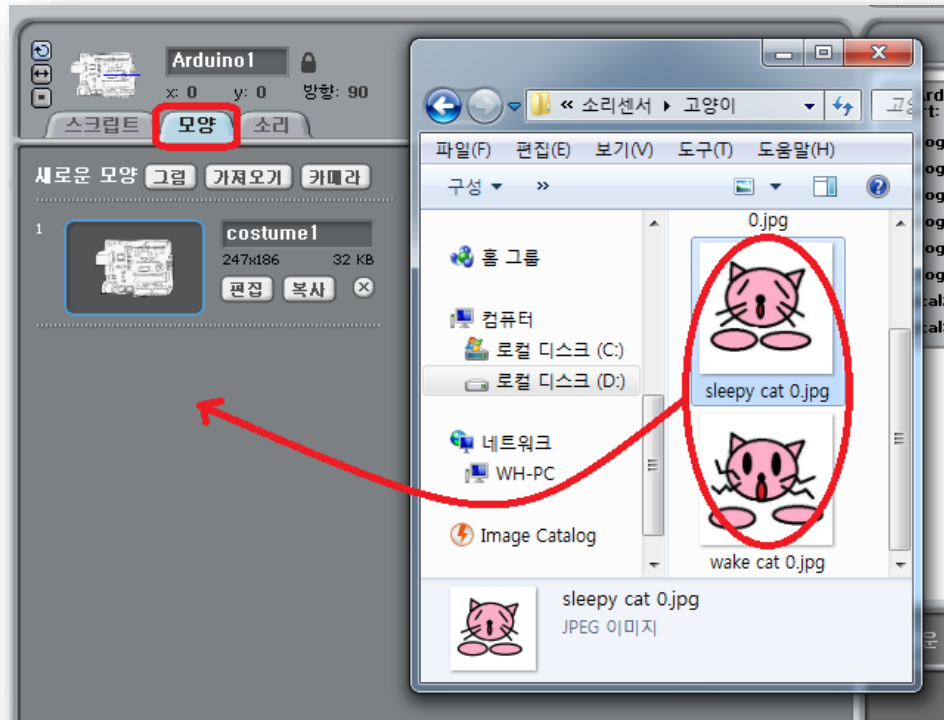 Arduino1
x: 0 y: 0 방향: 90
스크립트 모양 소리
새로운 모양 그림 가져오기 카메라
1
costume1
247x186 32 KB
편집 복사
« 소리센서 ▸ 고양이
파일(F) 편집(E) 보기(V) 도구(T) 도움말(H)
구성 »
0.jpg
홈 그룹
컴퓨터
로컬 디스크 (C:)
로컬 디스크 (D:)
sleepy cat 0.jpg
네트워크
WH-PC
Image Catalog
wake cat 0.jpg
sleepy cat 0.jpg
JPEG 이미지